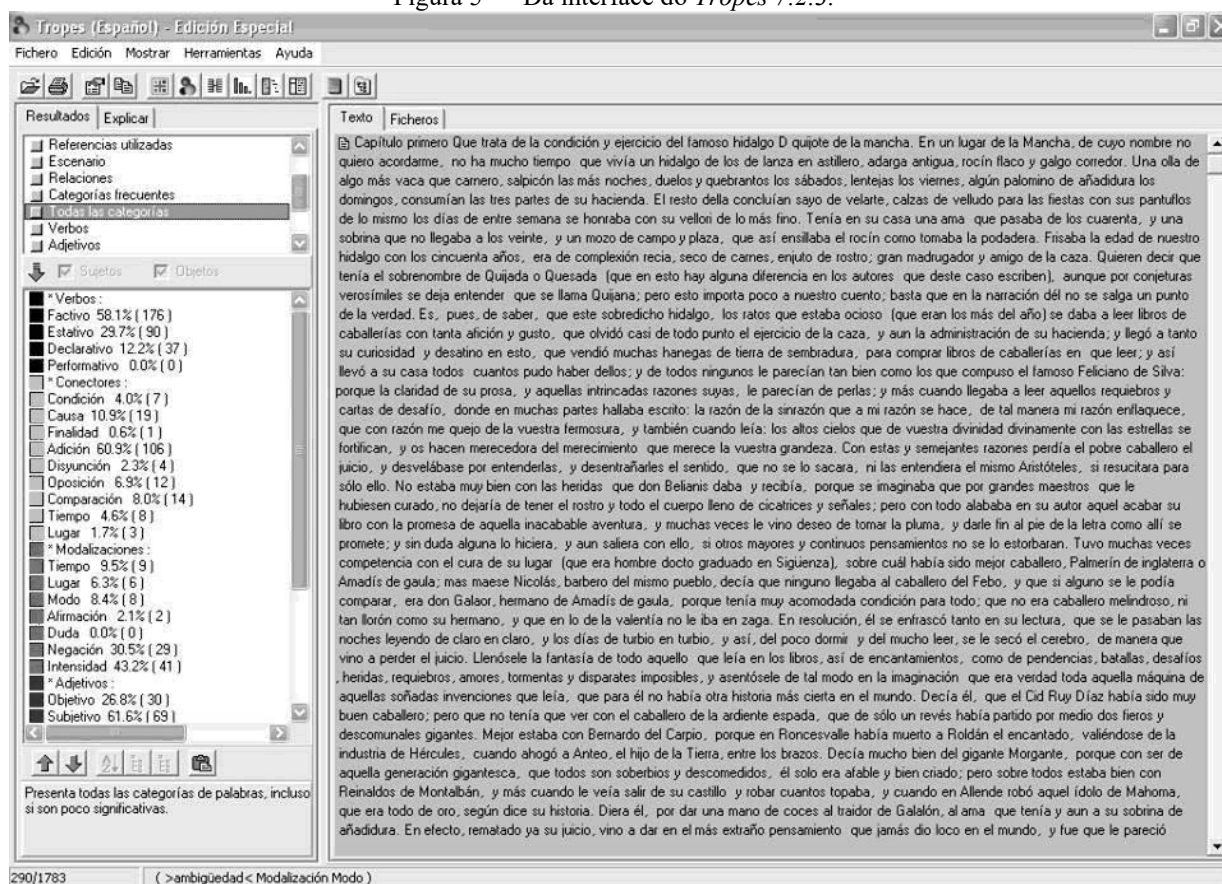 Figura 3 — Da interface do Tropes 7.2.3.
Tropes (Español) - Edición Especial
Fichero Edición Mostrar Herramientas Ayuda
Resultados Explicar
Referencias utilizadas
Escenario
Relaciones
Categorías frecuentes
Todas las categorías
Verbos
Adjetivos
Sujetos Objetos
* Verbos :
Factivo 58.1% ( 176 )
Estativo 29.7% ( 90 )
Declarativo 12.2% ( 37 )
Performativo 0.0% ( 0 )
* Conectores :
Condición 4.0% ( 7 )
Causa 10.9% ( 19 )
Finalidad 0.6% ( 1 )
Adición 60.9% ( 106 )
Disyunción 2.3% ( 4 )
Oposición 6.9% ( 12 )
Comparación 8.0% ( 14 )
Tiempo 4.6% ( 8 )
Lugar 1.7% ( 3 )
* Modalizaciones :
Tiempo 9.5% ( 9 )
Lugar 6.3% ( 6 )
Modo 8.4% ( 8 )
Afirmación 2.1% ( 2 )
Duda 0.0% ( 0 )
Negación 30.5% ( 29 )
Intensidad 43.2% ( 41 )
* Adjetivos :
Objetivo 26.8% ( 30 )
Subjetivo 61.6% ( 69 )
Presenta todas las categorías de palabras, incluso
si son poco significativas.
Texto Ficheros
Capítulo primero Que trata de la condición y ejercicio del famoso hidalgo D quijote de la mancha. En un lugar de la Mancha, de cuyo nombre no
quiero acordarme, no ha mucho tiempo que vivía un hidalgo de los de lanza en astillero, adarga antigua, rocín flaco y galgo corredor. Una olla de
algo más vaca que carnero, salpicón las más noches, duelos y quebrantos los sábados, lentejas los viernes, algún palomino de añadidura los
domingos, consumían las tres partes de su hacienda. El resto della concluían sayo de velarte, calzas de velludo para las fiestas con sus pantuflos
de lo mismo los días de entre semana se honraba con su vellori de lo más fino. Tenía en su casa una ama que pasaba de los cuarenta, y una
sobrina que no llegaba a los veinte, y un mozo de campo y plaza, que así ensillaba el rocín como tomaba la podadera. Frisaba la edad de nuestro
hidalgo con los cincuenta años, era de complexión recia, seco de carnes, enjuto de rostro; gran madrugador y amigo de la caza. Quieren decir que
tenía el sobrenombre de Quijada o Quesada (que en esto hay alguna diferencia en los autores que deste caso escriben), aunque por conjeturas
verosímiles se deja entender que se llama Quijana; pero esto importa poco a nuestro cuento; basta que en la narración dél no se salga un punto
de la verdad. Es, pues, de saber, que este sobredicho hidalgo, los ratos que estaba ocioso (que eran los más del año) se daba a leer libros de
caballerías con tanta afición y gusto, que olvidó casi de todo punto el ejercicio de la caza, y aun la administración de su hacienda; y llegó a tanto
su curiosidad y desatino en esto, que vendió muchas hanegas de tierra de sembradura, para comprar libros de caballerías en que leer; y así
llevó a su casa todos cuantos pudo haber dellos; y de todos ningunos le parecían tan bien como los que compuso el famoso Feliciano de Silva:
porque la claridad de su prosa, y aquellas intrincadas razones suyas, le parecían de perlas; y más cuando llegaba a leer aquellos requiebros y
cartas de desafío, donde en muchas partes hallaba escrito: la razón de la sinrazón que a mi razón se hace, de tal manera mi razón enflaquece,
que con razón me quejo de la vuestra fermosura, y también cuando leía: los altos cielos que de vuestra divinidad divinamente con las estrellas se
fortifican, y os hacen merecedora del merecimiento que merece la vuestra grandeza. Con estas y semejantes razones perdía el pobre caballero el
juicio, y desvelábase por entenderlas, y desentrañarles el sentido, que no se lo sacara, ni las entendiera el mismo Aristóteles, si resucitara para
sólo ello. No estaba muy bien con las heridas que don Belianis daba y recibía, porque se imaginaba que por grandes maestros que le
hubiesen curado, no dejaría de tener el rostro y todo el cuerpo lleno de cicatrices y señales; pero con todo alababa en su autor aquel acabar su
libro con la promesa de aquella inacabable aventura, y muchas veces le vino deseo de tomar la pluma, y darle fin al pie de la letra como allí se
promete; y sin duda alguna lo hiciera, y aun saliera con ello, si otros mayores y continuos pensamientos no se lo estorbaran. Tuvo muchas veces
competencia con el cura de su lugar (que era hombre docto graduado en Sigüenza), sobre cuál había sido mejor caballero, Palmerín de inglaterra o
Amadís de gaula; mas maese Nicolás, barbero del mismo pueblo, decía que ninguno llegaba al caballero del Febo, y que si alguno se le podía
comparar, era don Galaor, hermano de Amadís de gaula, porque tenía muy acomodada condición para todo; que no era caballero melindroso, ni
tan llorón como su hermano, y que en lo de la valentía no le iba en zaga. En resolución, él se enfrascó tanto en su lectura, que se le pasaban las
noches leyendo de claro en claro, y los días de turbio en turbio, y así, del poco dormir y del mucho leer, se le secó el cerebro, de manera que
vino a perder el juicio. Llenósele la fantasía de todo aquello que leía en los libros, así de encantamientos, como de pendencias, batallas, desafíos
, heridas, requiebros, amores, tormentas y disparates imposibles, y asentósele de tal modo en la imaginación que era verdad toda aquella máquina de
aquellas soñadas invenciones que leía, que para él no había otra historia más cierta en el mundo. Decía él, que el Cid Ruy Díaz había sido muy
buen caballero; pero que no tenía que ver con el caballero de la ardiente espada, que de sólo un revés había partido por medio dos fieros y
descomunales gigantes. Mejor estaba con Bernardo del Carpio, porque en Roncesvalle había muerto a Roldán el encantado, valiéndose de la
industria de Hércules, cuando ahogó a Anteo, el hijo de la Tierra, entre los brazos. Decía mucho bien del gigante Morgante, porque con ser de
aquella generación gigantesca, que todos son soberbios y descomedidos, él solo era afable y bien criado; pero sobre todos estaba bien con
Reinaldos de Montalbán, y más cuando le veía salir de su castillo y robar cuantos topaba, y cuando en Allende robó aquel ídolo de Mahoma,
que era todo de oro, según dice su historia. Diera él, por dar una mano de coces al traidor de Galalón, al ama que tenía y aun a su sobrina de
añadidura. En efecto, rematado ya su juicio, vino a dar en el más extraño pensamiento que jamás dio loco en el mundo, y fue que le pareció
290/1783 ( >ambigüedad< Modalización Modo )